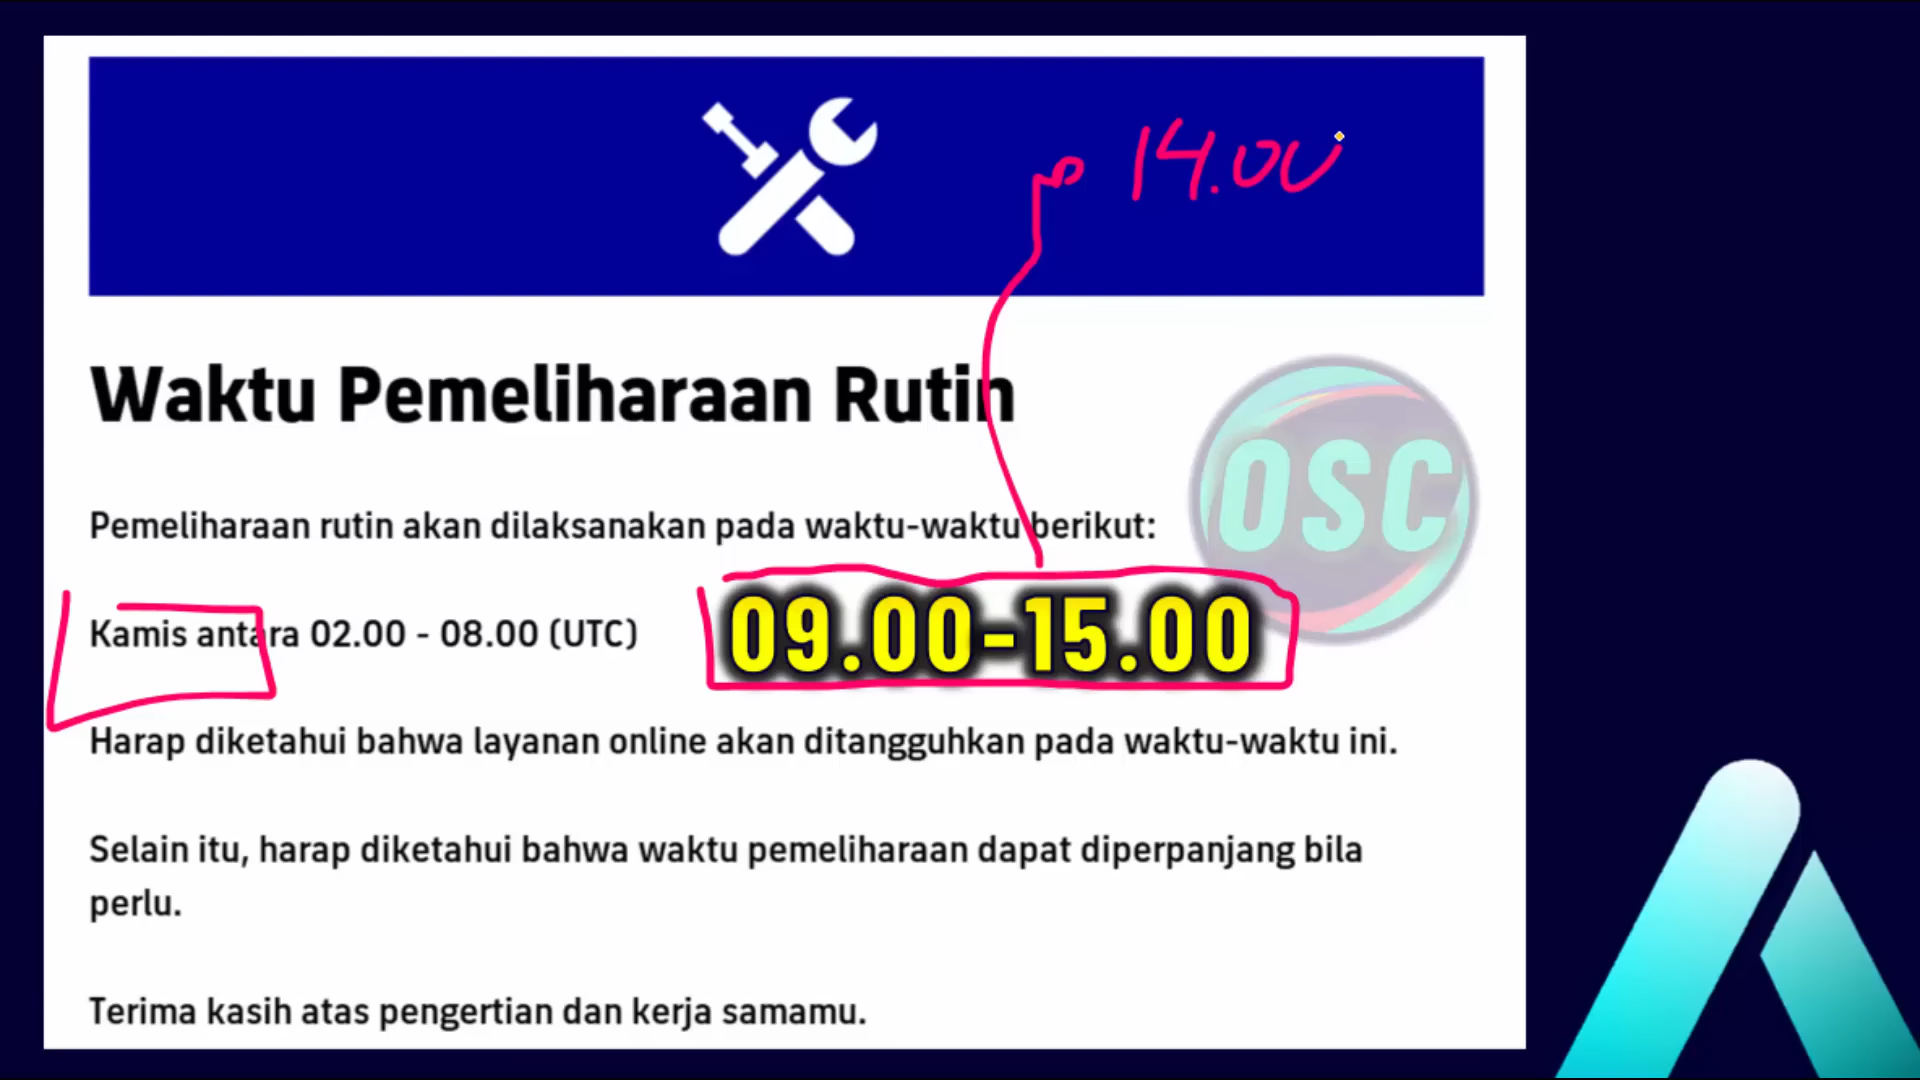 14.00
Waktu Pemeliharaan Rutin
OSC
Pemeliharaan rutin akan dilaksanakan pada waktu-waktu berikut:
Kamis antara 02.00 - 08.00 (UTC)
09.00-15.00
Harap diketahui bahwa layanan online akan ditangguhkan pada waktu-waktu ini.
Selain itu, harap diketahui bahwa waktu pemeliharaan dapat diperpanjang bila
perlu.
Terima kasih atas pengertian dan kerja samamu.